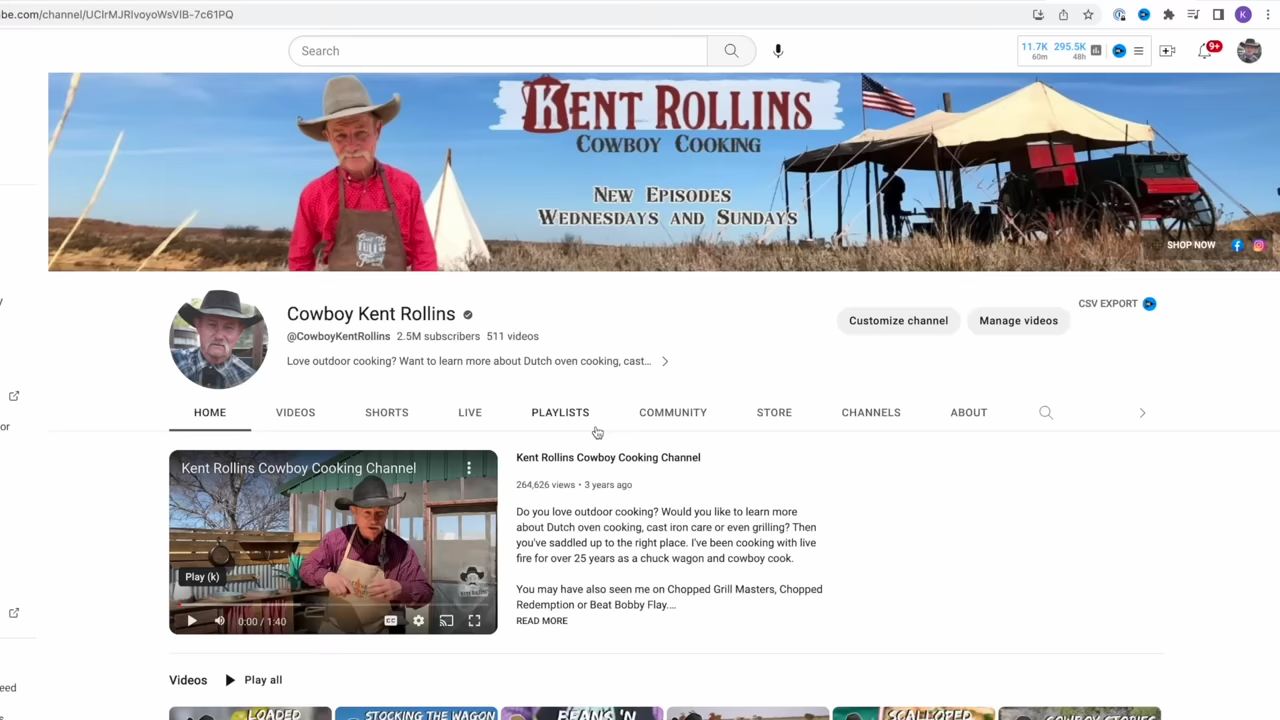 be.com/channel/UCIrMJRIvoyoWsVIB-7c61PQ
K
Search
11.7K 295.5K
60m 48h
9+
KENT ROLLINS
COWBOY COOKING
NEW EPISODES
WEDNESDAYS AND SUNDAYS
SHOP NOW
Cowboy Kent Rollins
@CowboyKentRollins 2.5M subscribers 511 videos
Love outdoor cooking? Want to learn more about Dutch oven cooking, cast...
Customize channel
Manage videos
CSV EXPORT
HOME VIDEOS SHORTS LIVE PLAYLISTS COMMUNITY STORE CHANNELS ABOUT
or
Kent Rollins Cowboy Cooking Channel
Play (k)
0:00 / 1:40
Kent Rollins Cowboy Cooking Channel
264,626 views • 3 years ago
Do you love outdoor cooking? Would you like to learn more
about Dutch oven cooking, cast iron care or even grilling? Then
you've saddled up to the right place. I've been cooking with live
fire for over 25 years as a chuck wagon and cowboy cook.
You may have also seen me on Chopped Grill Masters, Chopped
Redemption or Beat Bobby Flay....
READ MORE
Videos Play all
eed
LOADED
STOCKING THE WAGON
BEANS 'N
SCALLOPED
COWBOY STORIES